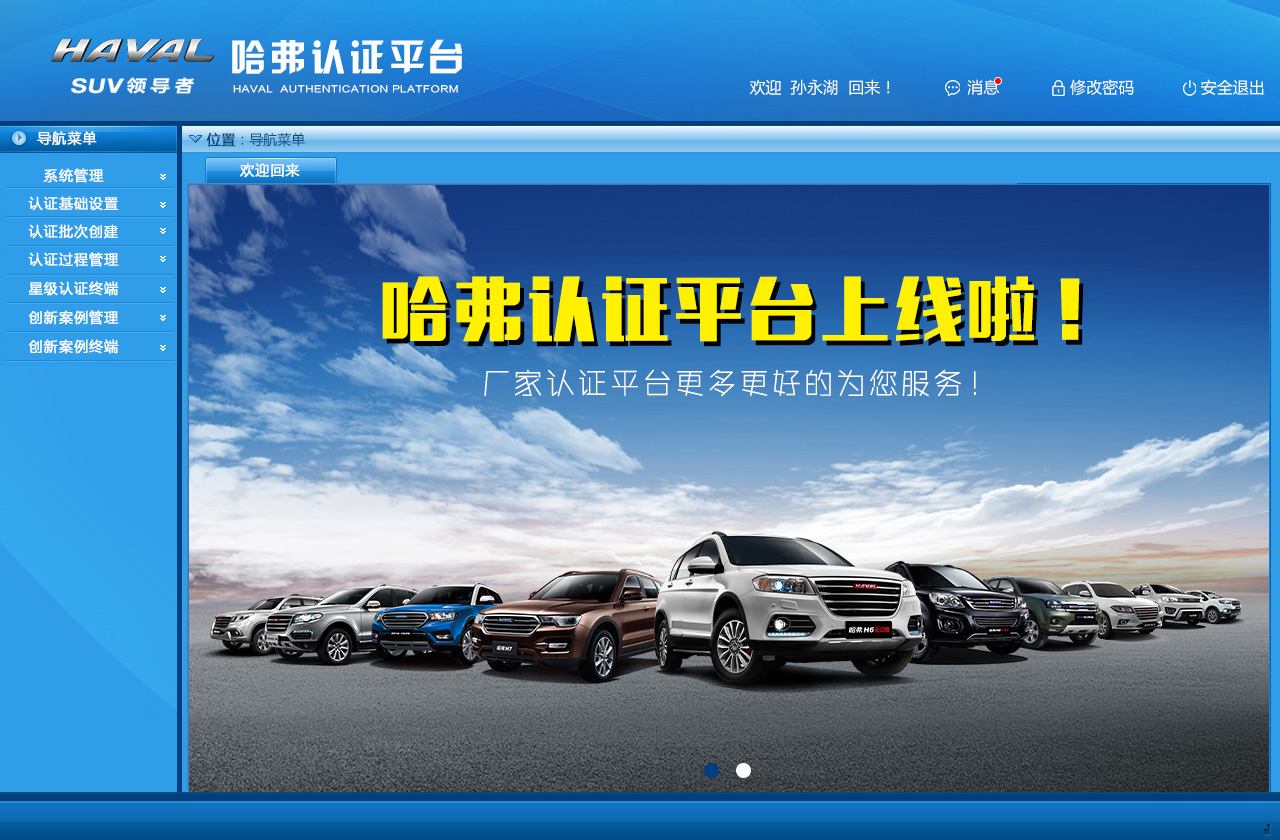 HAVAL
SUV领导者
哈弗认证平台
HAVAL AUTHENTICATION PLATFORM
欢迎 孙永湖 回来！
消息
修改密码
安全退出
导航菜单
位置：导航菜单
系统管理
认证基础设置
认证批次创建
认证过程管理
星级认证终端
创新案例管理
创新案例终端
欢迎回来
哈弗认证平台上线啦！
厂家认证平台更多更好的为您服务！
HAVAL
哈弗 H6
哈弗 H7